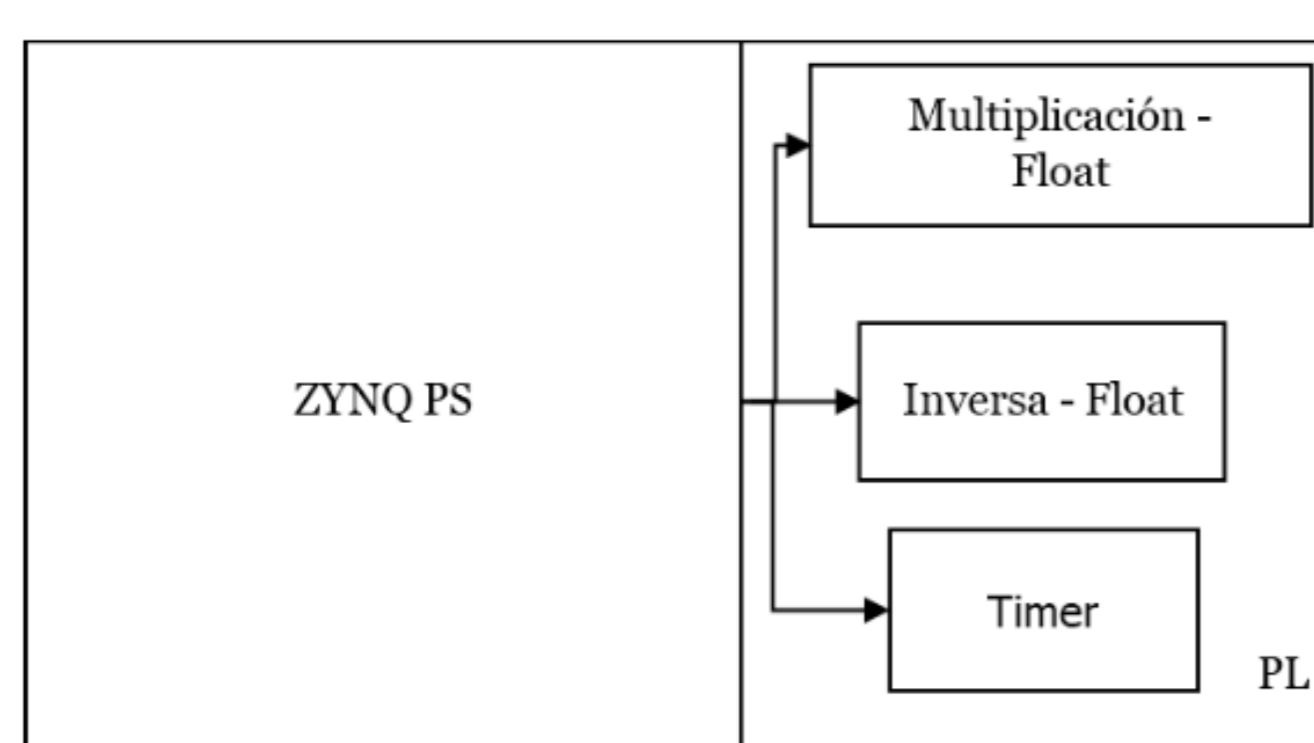 Multiplicación -
Float
ZYNQ PS
Inversa - Float
Timer
PL